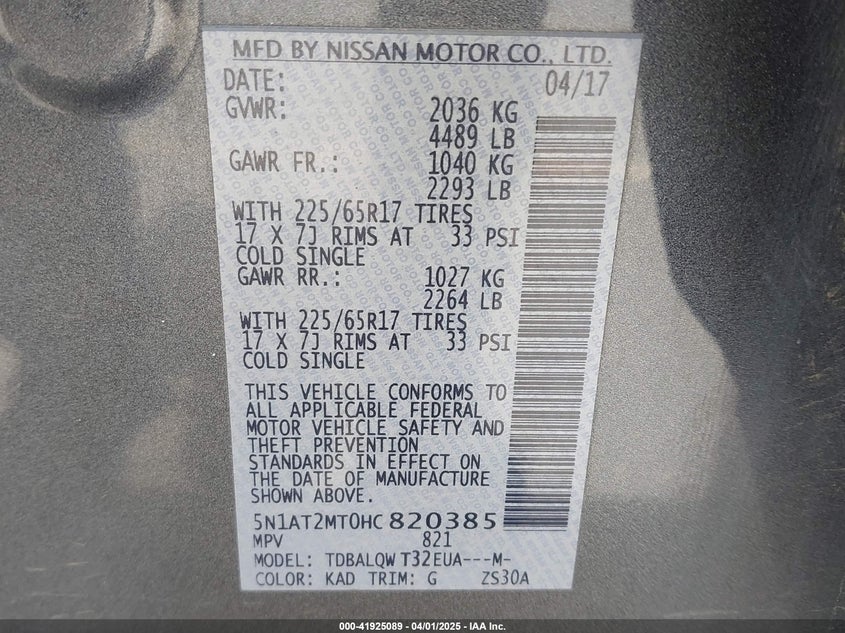 MFD BY NISSAN MOTOR CO., LTD.
DATE: 04/17
GVWR: 2036 KG
4489 LB
GAWR FR.: 1040 KG
2293 LB
WITH 225/65R17 TIRES
17 X 7J RIMS AT 33 PSI
COLD SINGLE
GAWR RR.: 1027 KG
2264 LB
WITH 225/65R17 TIRES
17 X 7J RIMS AT 33 PSI
COLD SINGLE
THIS VEHICLE CONFORMS TO
ALL APPLICABLE FEDERAL
MOTOR VEHICLE SAFETY AND
THEFT PREVENTION
STANDARDS IN EFFECT ON
THE DATE OF MANUFACTURE
SHOWN ABOVE.
5N1AT2MT0HC820385
MPV 821
MODEL: TDBALQW T32EUA---M-
COLOR: KAD TRIM: G ZS30A
000-41925089 - 04/01/2025 - IAA Inc.